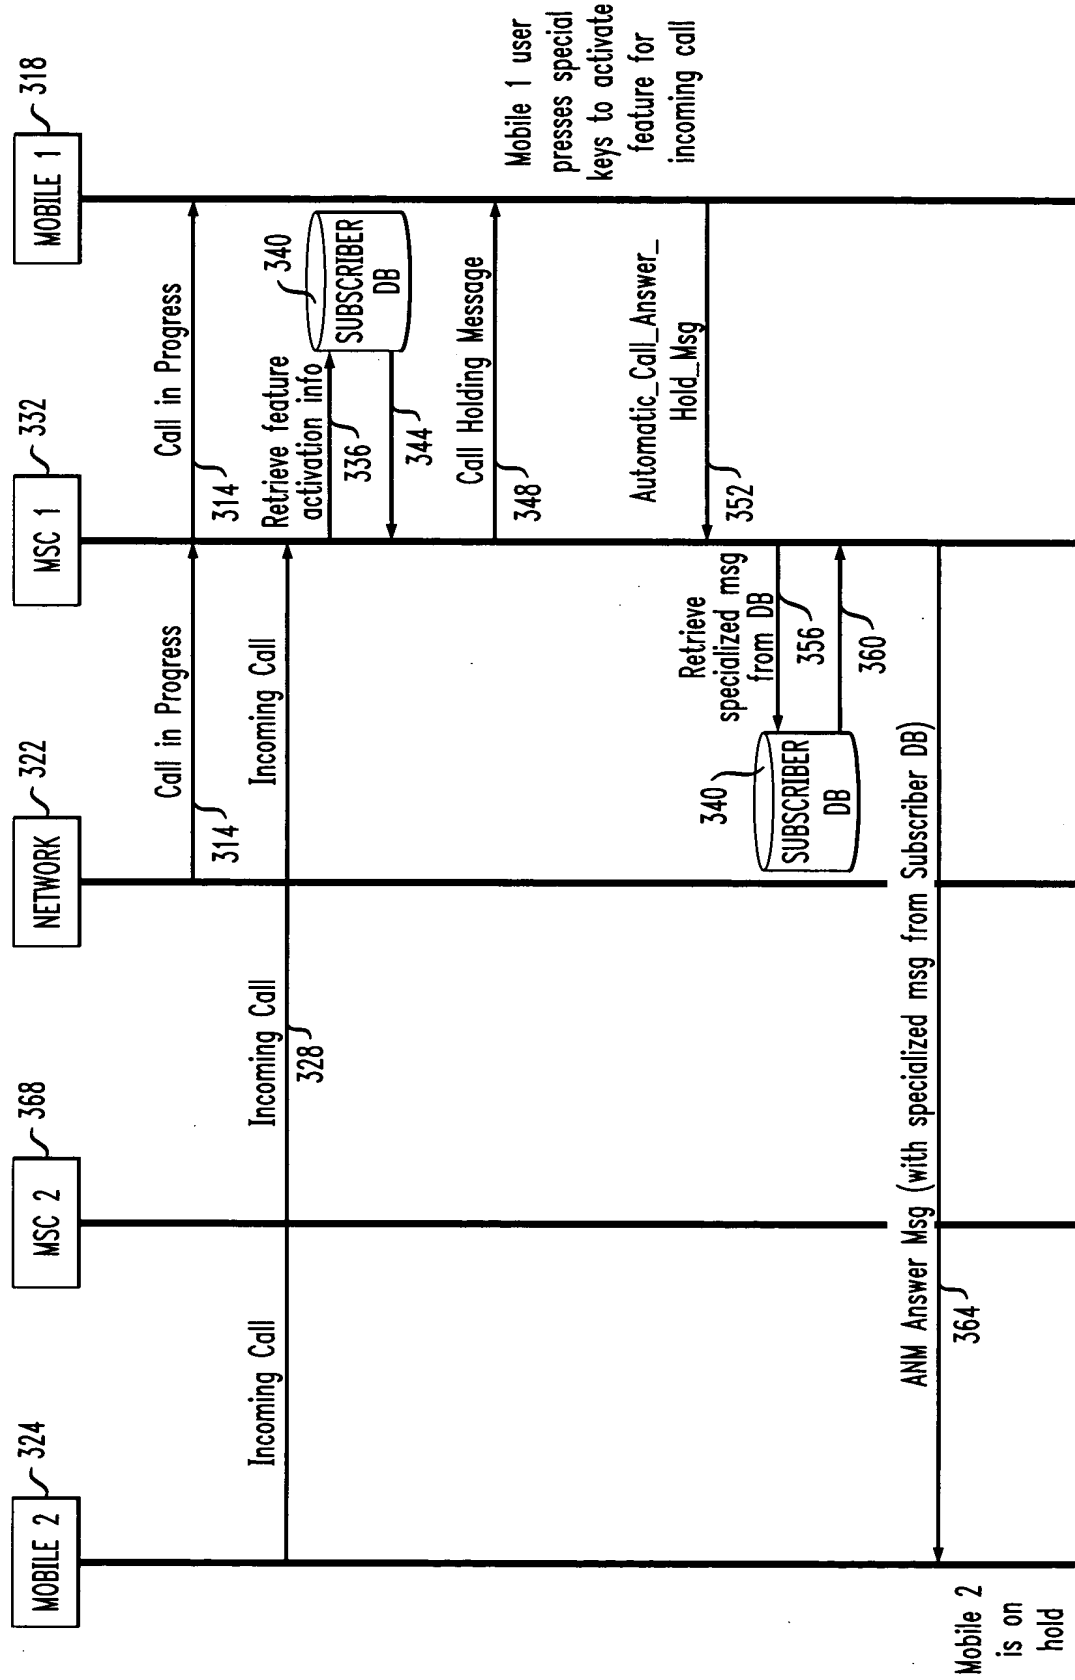 MOBILE 2
324
MSC 2
368
NETWORK
322
MSC 1
332
MOBILE 1
318
Call in Progress
314
Call in Progress
314
Incoming Call
Incoming Call
328
Incoming Call
Retrieve feature
activation info
336
340
SUBSCRIBER
DB
344
Call Holding Message
348
Mobile 1 user
presses special
keys to activate
feature for
incoming call
Automatic_Call_Answer_
Hold_Msg
352
Retrieve
specialized msg
from DB
356
340
SUBSCRIBER
DB
360
ANM Answer Msg (with specialized msg from Subscriber DB)
364
Mobile 2
is on
hold